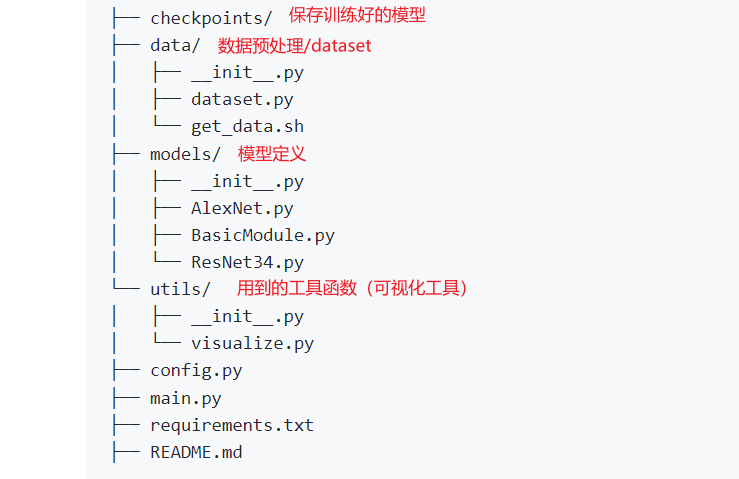 ├── checkpoints/ 保存训练好的模型
├── data/ 数据预处理/dataset
│   ├── __init__.py
│   ├── dataset.py
│   └── get_data.sh
├── models/ 模型定义
│   ├── __init__.py
│   ├── AlexNet.py
│   ├── BasicModule.py
│   └── ResNet34.py
└── utils/ 用到的工具函数（可视化工具）
│   ├── __init__.py
│   └── visualize.py
├── config.py
├── main.py
├── requirements.txt
├── README.md